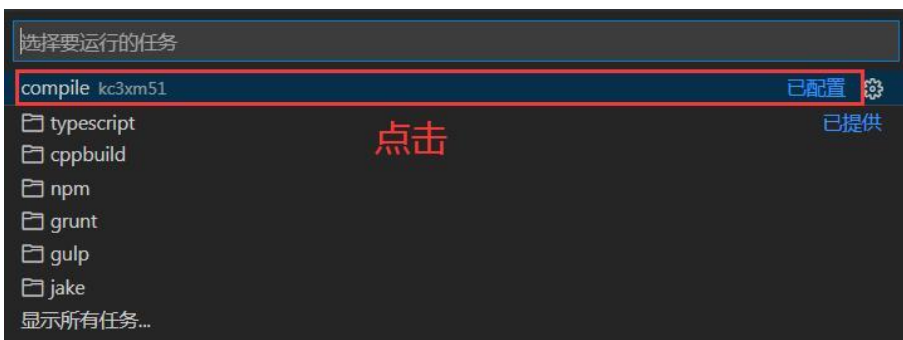 选择要运行的任务
compile kc3xm51 已配置
typescript 已提供
点击
cppbuild
npm
grunt
gulp
jake
显示所有任务...